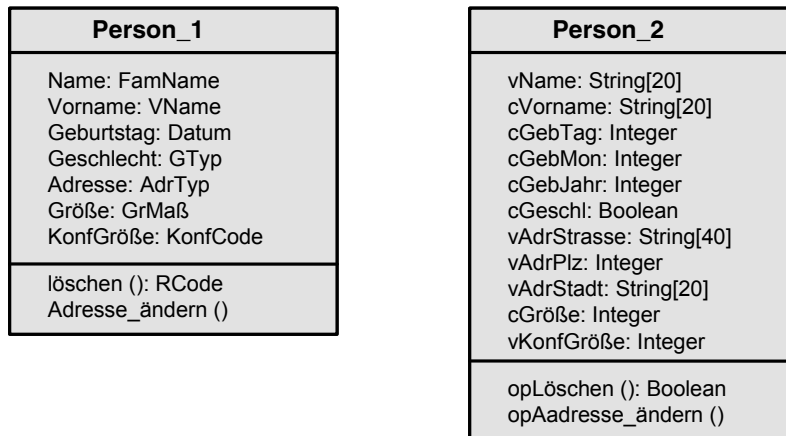 Person_1
Name: FamName
Vorname: VName
Geburtstag: Datum
Geschlecht: GTyp
Adresse: AdrTyp
Größe: GrMaß
KonfGröße: KonfCode
löschen (): RCode
Adresse_ändern ()
Person_2
vName: String[20]
cVorname: String[20]
cGebTag: Integer
cGebMon: Integer
cGebJahr: Integer
cGeschl: Boolean
vAdrStrasse: String[40]
vAdrPlz: Integer
vAdrStadt: String[20]
cGröße: Integer
vKonfGröße: Integer
opLöschen (): Boolean
opAadresse_ändern ()